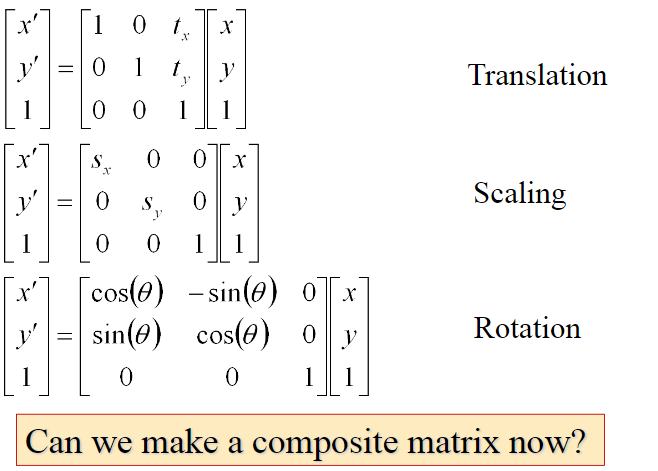 [x′] [1 0 tₓ] [x]
[y′] = [0 1 t_y] [y] Translation
[1] [0 0 1] [1]
[x′] [sₓ 0 0] [x]
[y′] = [0 s_y 0] [y] Scaling
[1] [0 0 1] [1]
[x′] [cos(θ) −sin(θ) 0] [x]
[y′] = [sin(θ) cos(θ) 0] [y] Rotation
[1] [0 0 1] [1]
Can we make a composite matrix now?